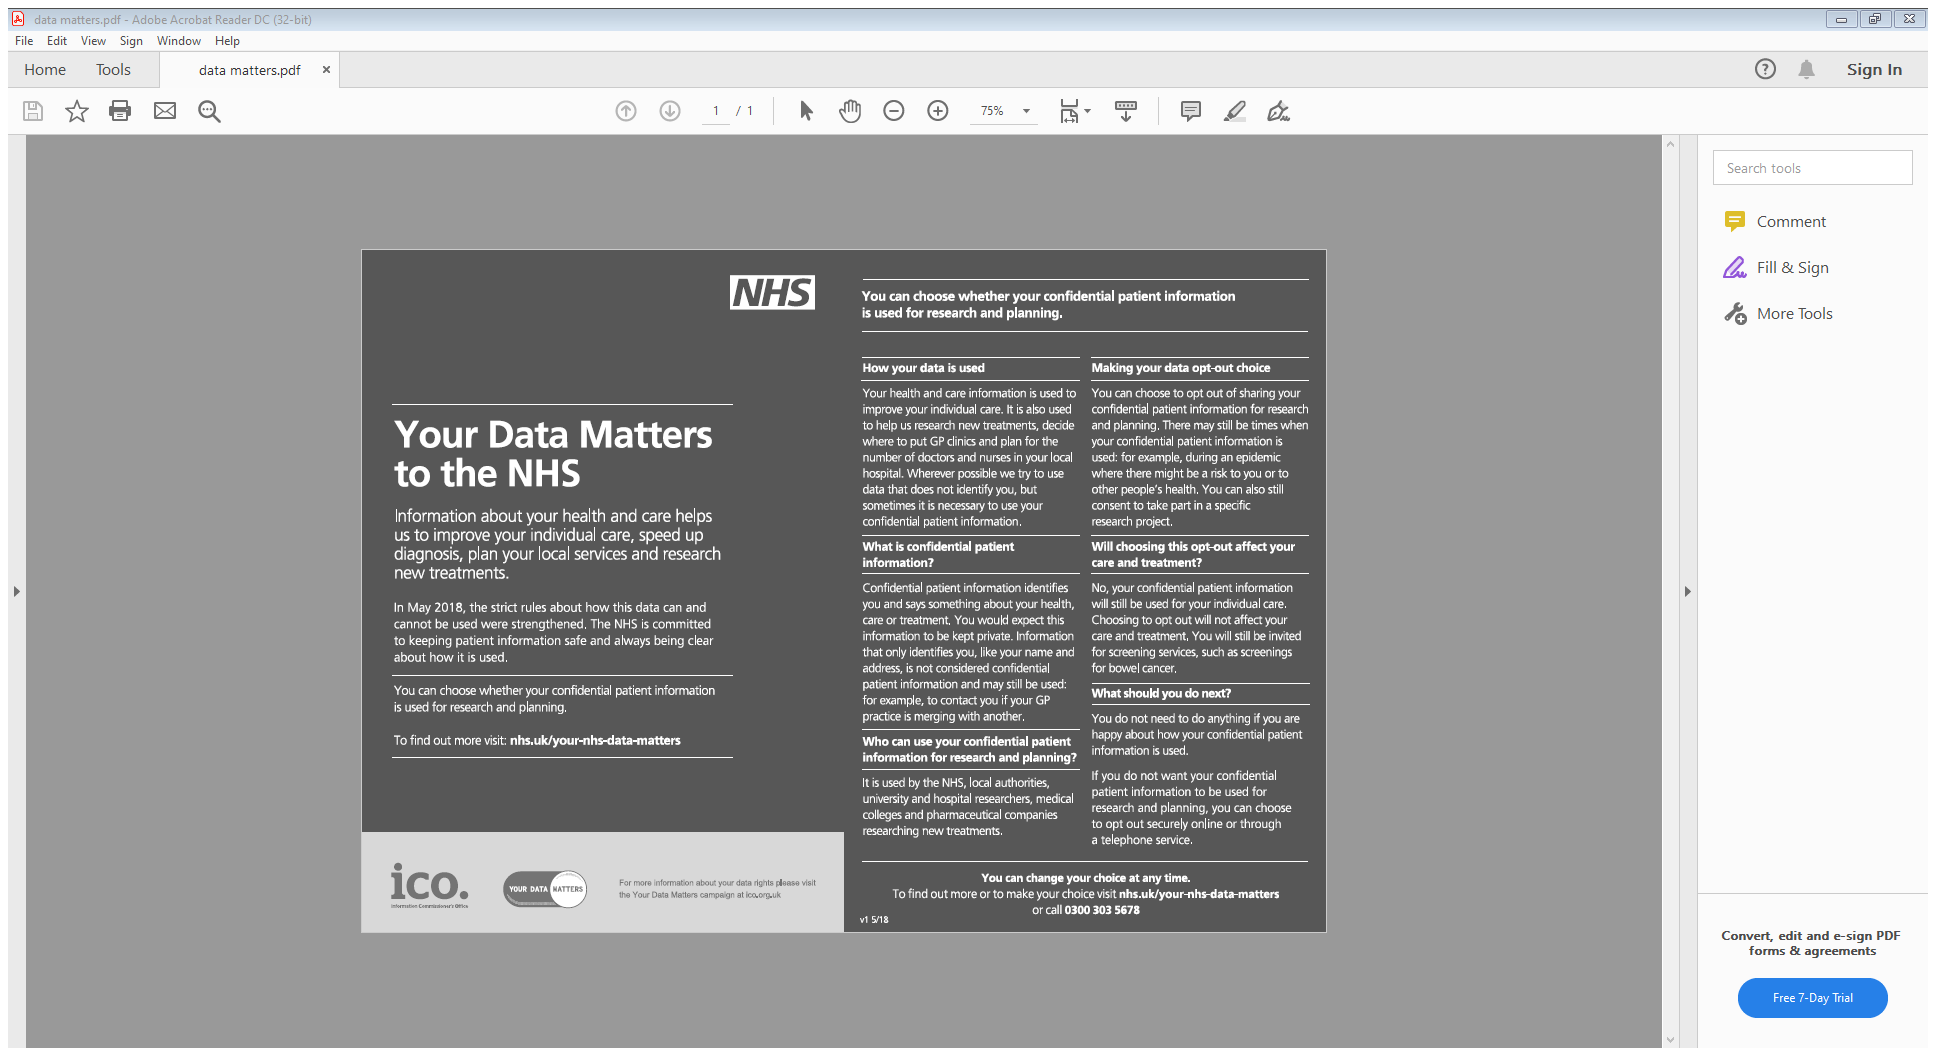 data matters.pdf - Adobe Acrobat Reader DC (32-bit)
File Edit View Sign Window Help
Home Tools data matters.pdf × Sign In
1 / 1 75%
NHS
Your Data Matters
to the NHS
Information about your health and care helps
us to improve your individual care, speed up
diagnosis, plan your local services and research
new treatments.
In May 2018, the strict rules about how this data can and
cannot be used were strengthened. The NHS is committed
to keeping patient information safe and always being clear
about how it is used.
You can choose whether your confidential patient information
is used for research and planning.
To find out more visit: nhs.uk/your-nhs-data-matters
ico.
Information Commissioner's Office
YOUR DATA MATTERS
For more information about your data rights please visit
the Your Data Matters campaign at ico.org.uk
You can choose whether your confidential patient information
is used for research and planning.
How your data is used
Your health and care information is used to
improve your individual care. It is also used
to help us research new treatments, decide
where to put GP clinics and plan for the
number of doctors and nurses in your local
hospital. Wherever possible we try to use
data that does not identify you, but
sometimes it is necessary to use your
confidential patient information.
What is confidential patient
information?
Confidential patient information identifies
you and says something about your health,
care or treatment. You would expect this
information to be kept private. Information
that only identifies you, like your name and
address, is not considered confidential
patient information and may still be used:
for example, to contact you if your GP
practice is merging with another.
Who can use your confidential patient
information for research and planning?
It is used by the NHS, local authorities,
university and hospital researchers, medical
colleges and pharmaceutical companies
researching new treatments.
Making your data opt-out choice
You can choose to opt out of sharing your
confidential patient information for research
and planning. There may still be times when
your confidential patient information is
used: for example, during an epidemic
where there might be a risk to you or to
other people's health. You can also still
consent to take part in a specific
research project.
Will choosing this opt-out affect your
care and treatment?
No, your confidential patient information
will still be used for your individual care.
Choosing to opt out will not affect your
care and treatment. You will still be invited
for screening services, such as screenings
for bowel cancer.
What should you do next?
You do not need to do anything if you are
happy about how your confidential patient
information is used.
If you do not want your confidential
patient information to be used for
research and planning, you can choose
to opt out securely online or through
a telephone service.
You can change your choice at any time.
To find out more or to make your choice visit nhs.uk/your-nhs-data-matters
or call 0300 303 5678
v1 5/18
Search tools
Comment
Fill & Sign
More Tools
Convert, edit and e-sign PDF
forms & agreements
Free 7-Day Trial